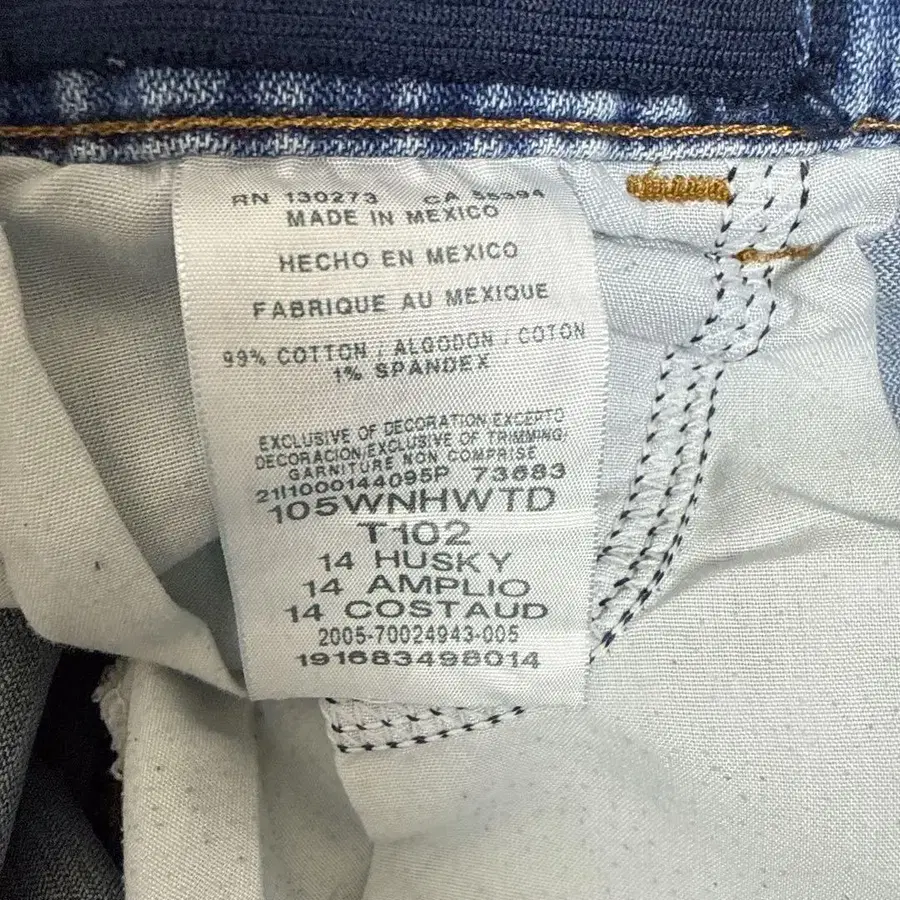 RN 130273 CA 55394
MADE IN MEXICO
HECHO EN MEXICO
FABRIQUE AU MEXIQUE
99% COTTON / ALGODON / COTON
1% SPANDEX
EXCLUSIVE OF DECORATION EXCEPTO
DECORACION/EXCLUSIVE OF TRIMMING/
GARNITURE NON COMPRISE
2111000144095P 73683
105WNHWTD
T102
14 HUSKY
14 AMPLIO
14 COSTAUD
2005-70024943-005
191683498014